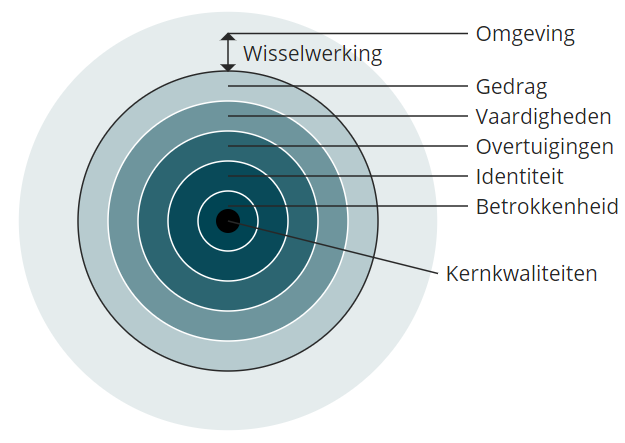 Omgeving
Wisselwerking
Gedrag
Vaardigheden
Overtuigingen
Identiteit
Betrokkenheid
Kernkwaliteiten